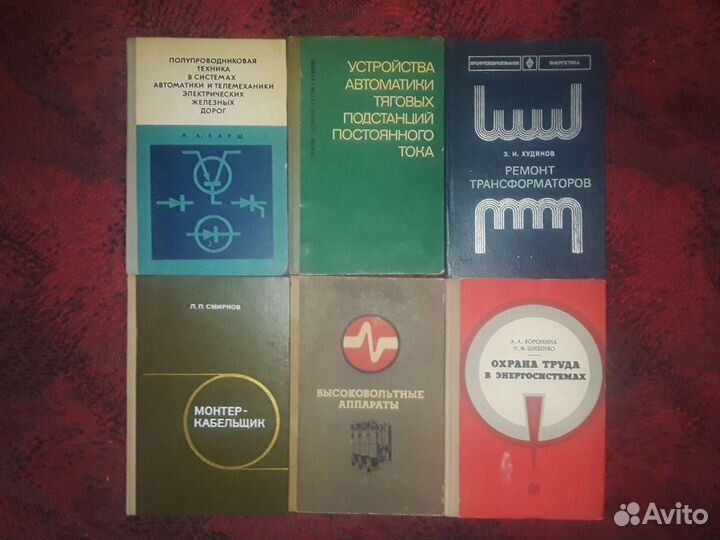 ПОЛУПРОВОДНИКОВАЯ
ТЕХНИКА
В СИСТЕМАХ
АВТОМАТИКИ И ТЕЛЕМЕХАНИКИ
ЭЛЕКТРИЧЕСКИХ
ЖЕЛЕЗНЫХ
ДОРОГ
И. А. БАРЩ
УСТРОЙСТВА
АВТОМАТИКИ
ТЯГОВЫХ
ПОДСТАНЦИЙ
ПОСТОЯННОГО
ТОКА
ПРОФТЕХОБРАЗОВАНИЕ
ЭНЕРГЕТИКА
З. И. ХУДЯКОВ
РЕМОНТ
ТРАНСФОРМАТОРОВ
Л. П. СМИРНОВ
МОНТЕР-
КАБЕЛЬЩИК
ВЫСОКОВОЛЬТНЫЕ
АППАРАТЫ
А. А. ВОРОНИНА
Н. Ф. ШИБЕНКО
ОХРАНА ТРУДА
В ЭНЕРГОСИСТЕМАХ
Avito